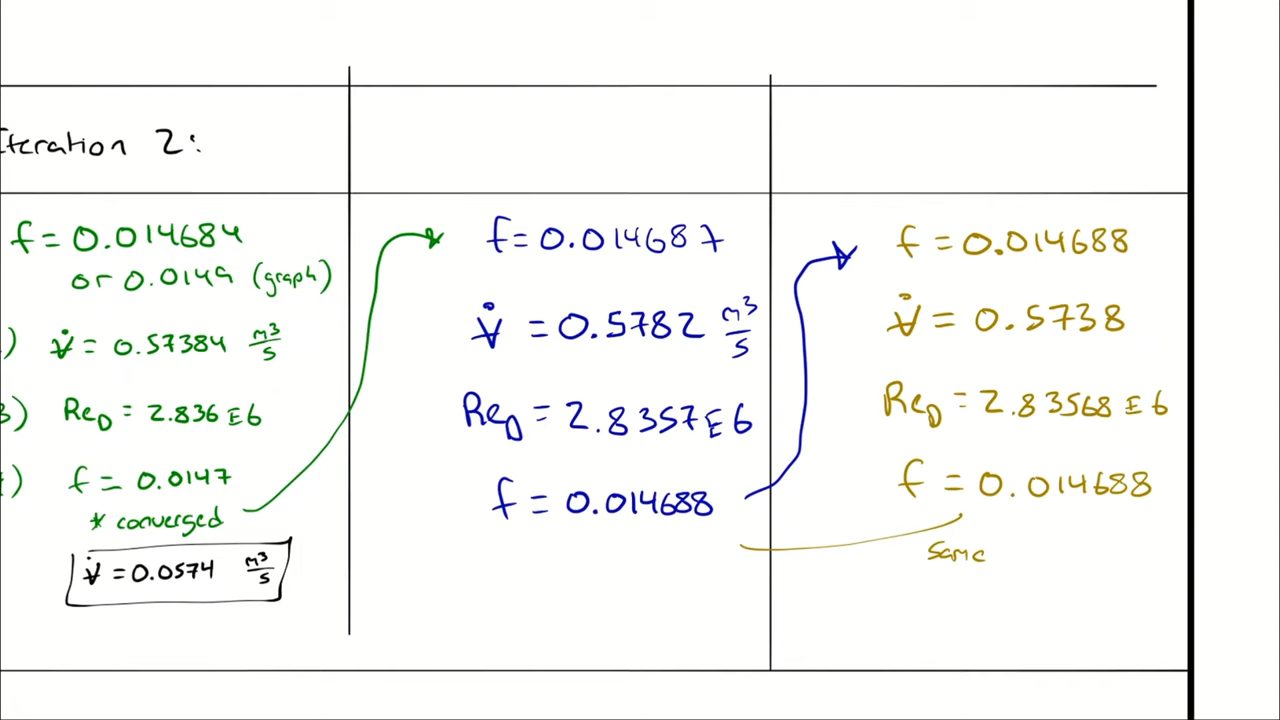 Iteration 2:
f = 0.014684
or 0.0149 (graph)
) V̇ = 0.57384 m³/s
3) Re_D = 2.836 E6
) f = 0.0147
* converged
V̇ = 0.0574 m³/s
f = 0.014687
V̇ = 0.5782 m³/s
Re_D = 2.8357 E6
f = 0.014688
f = 0.014688
V̇ = 0.5738
Re_D = 2.83568 E6
f = 0.014688
same